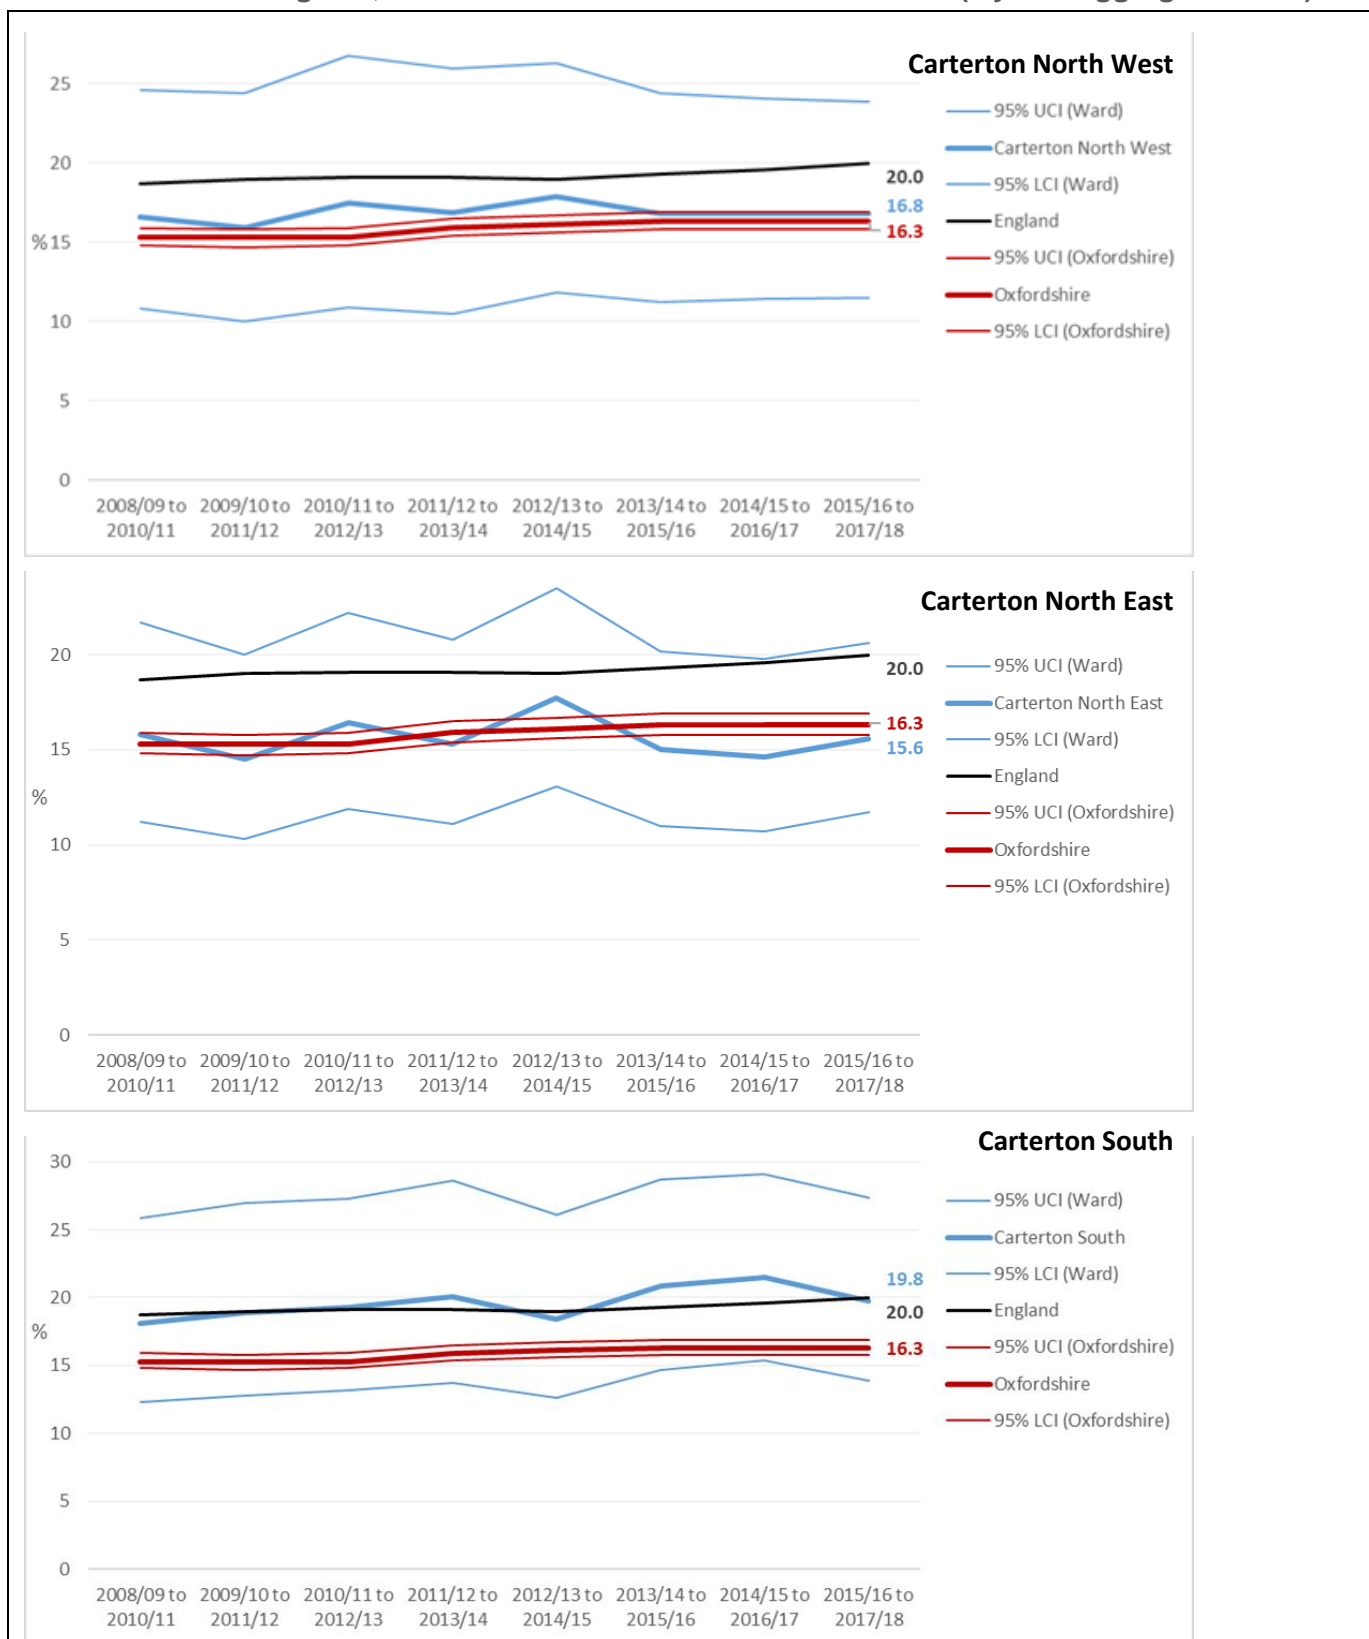 Carterton North West
25
20
%15
10
5
0
95% UCI (Ward)
Carterton North West
95% LCI (Ward)
England
95% UCI (Oxfordshire)
Oxfordshire
95% LCI (Oxfordshire)
20.0
16.8
16.3
2008/09 to 2009/10 to 2010/11 to 2011/12 to 2012/13 to 2013/14 to 2014/15 to 2015/16 to
2010/11 2011/12 2012/13 2013/14 2014/15 2015/16 2016/17 2017/18
Carterton North East
20
15
%
10
5
0
95% UCI (Ward)
Carterton North East
95% LCI (Ward)
England
95% UCI (Oxfordshire)
Oxfordshire
95% LCI (Oxfordshire)
20.0
16.3
15.6
2008/09 to 2009/10 to 2010/11 to 2011/12 to 2012/13 to 2013/14 to 2014/15 to 2015/16 to
2010/11 2011/12 2012/13 2013/14 2014/15 2015/16 2016/17 2017/18
Carterton South
30
25
20
%
15
10
5
0
95% UCI (Ward)
Carterton South
95% LCI (Ward)
England
95% UCI (Oxfordshire)
Oxfordshire
95% LCI (Oxfordshire)
19.8
20.0
16.3
2008/09 to 2009/10 to 2010/11 to 2011/12 to 2012/13 to 2013/14 to 2014/15 to 2015/16 to
2010/11 2011/12 2012/13 2013/14 2014/15 2015/16 2016/17 2017/18